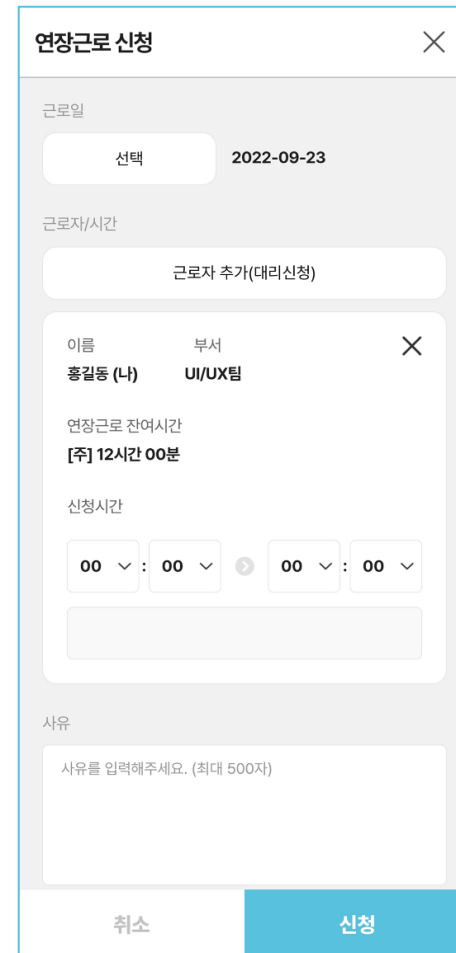 연장근로 신청
근로일
선택 2022-09-23
근로자/시간
근로자 추가(대리신청)
이름 부서
홍길동 (나) UI/UX팀
연장근로 잔여시간
[주] 12시간 00분
신청시간
00 : 00 00 : 00
사유
사유를 입력해주세요. (최대 500자)
취소 신청